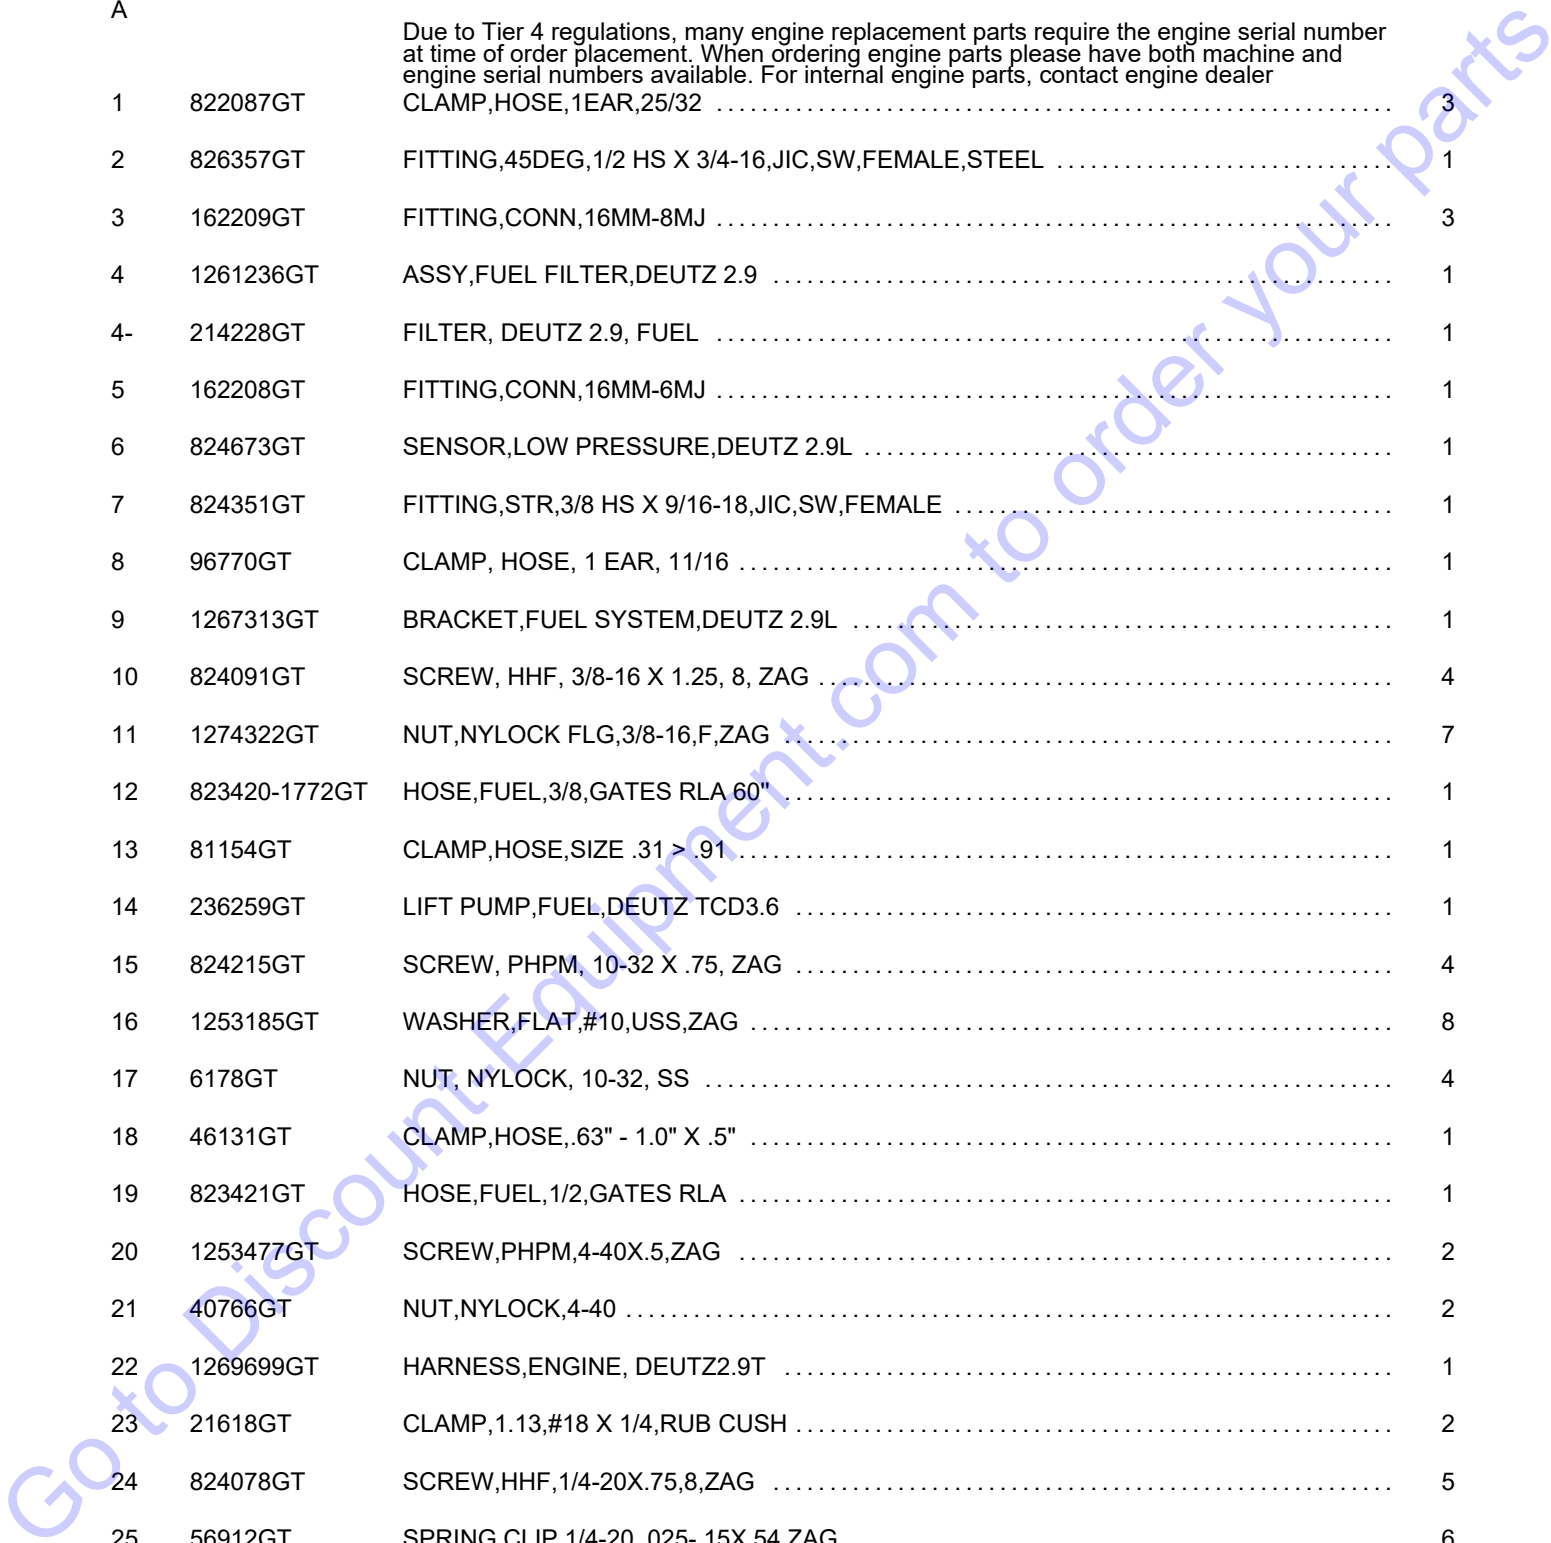 A
Due to Tier 4 regulations, many engine replacement parts require the engine serial number
at time of order placement. When ordering engine parts please have both machine and
engine serial numbers available. For internal engine parts, contact engine dealer
1 822087GT CLAMP,HOSE,1EAR,25/32 3
2 826357GT FITTING,45DEG,1/2 HS X 3/4-16,JIC,SW,FEMALE,STEEL 1
3 162209GT FITTING,CONN,16MM-8MJ 3
4 1261236GT ASSY,FUEL FILTER,DEUTZ 2.9 1
4- 214228GT FILTER, DEUTZ 2.9, FUEL 1
5 162208GT FITTING,CONN,16MM-6MJ 1
6 824673GT SENSOR,LOW PRESSURE,DEUTZ 2.9L 1
7 824351GT FITTING,STR,3/8 HS X 9/16-18,JIC,SW,FEMALE 1
8 96770GT CLAMP, HOSE, 1 EAR, 11/16 1
9 1267313GT BRACKET,FUEL SYSTEM,DEUTZ 2.9L 1
10 824091GT SCREW, HHF, 3/8-16 X 1.25, 8, ZAG 4
11 1274322GT NUT,NYLOCK FLG,3/8-16,F,ZAG 7
12 823420-1772GT HOSE,FUEL,3/8,GATES RLA 60" 1
13 81154GT CLAMP,HOSE,SIZE .31 > .91 1
14 236259GT LIFT PUMP,FUEL,DEUTZ TCD3.6 1
15 824215GT SCREW, PHPM, 10-32 X .75, ZAG 4
16 1253185GT WASHER,FLAT,#10,USS,ZAG 8
17 6178GT NUT, NYLOCK, 10-32, SS 4
18 46131GT CLAMP,HOSE,.63" - 1.0" X .5" 1
19 823421GT HOSE,FUEL,1/2,GATES RLA 1
20 1253477GT SCREW,PHPM,4-40X.5,ZAG 2
21 40766GT NUT,NYLOCK,4-40 2
22 1269699GT HARNESS,ENGINE, DEUTZ2.9T 1
23 21618GT CLAMP,1.13,#18 X 1/4,RUB CUSH 2
24 824078GT SCREW,HHF,1/4-20X.75,8,ZAG 5
25 56912GT SPRING CLIP,1/4-20,.025-.15X.54,ZAG 6
Go to Discount-Equipment.com to order your parts